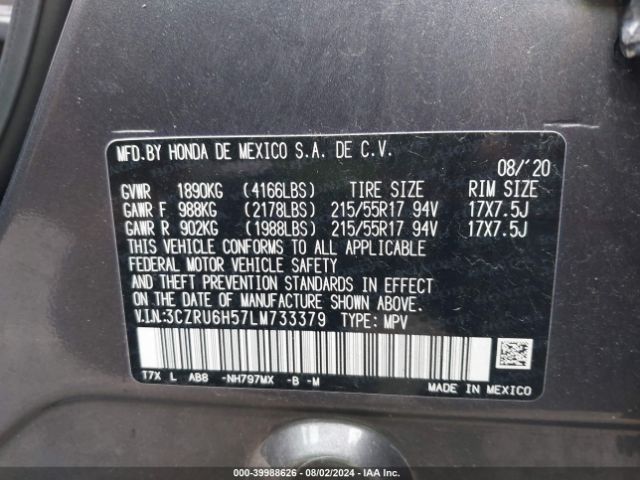 MFD.BY HONDA DE MEXICO S.A. DE C.V.
08/'20
GVWR 1890KG (4166LBS) TIRE SIZE RIM SIZE
GAWR F 988KG (2178LBS) 215/55R17 94V 17X7.5J
GAWR R 902KG (1988LBS) 215/55R17 94V 17X7.5J
THIS VEHICLE CONFORMS TO ALL APPLICABLE
FEDERAL MOTOR VEHICLE SAFETY
AND THEFT PREVENTION STANDARDS IN EFFECT
ON THE DATE OF MANUFACTURE SHOWN ABOVE.
V.I.N.:3CZRU6H57LM733379 TYPE: MPV
T7X L AB8 -NH797MX -B -M
MADE IN MEXICO
000-39988626 - 08/02/2024 - IAA Inc.